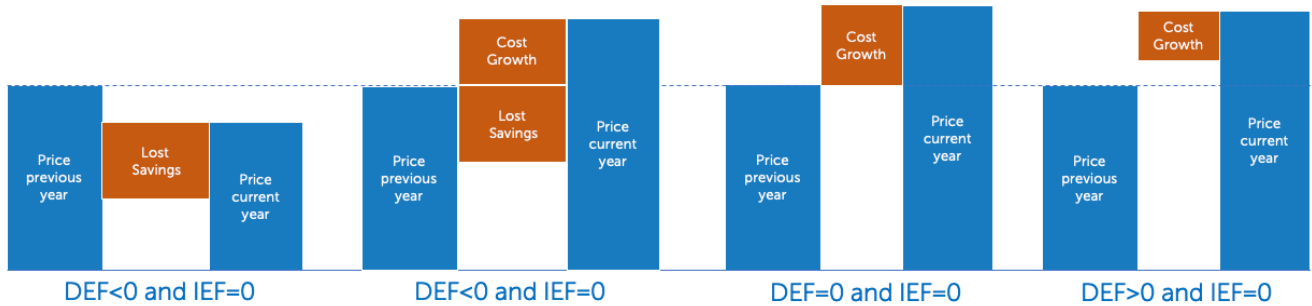 Price
previous
year
Lost
Savings
Price
current
year
DEF<0 and IEF=0
Price
previous
year
Cost
Growth
Lost
Savings
Price
current
year
DEF<0 and IEF=0
Price
previous
year
Cost
Growth
Price
current
year
DEF=0 and IEF=0
Price
previous
year
Cost
Growth
Price
current
year
DEF>0 and IEF=0